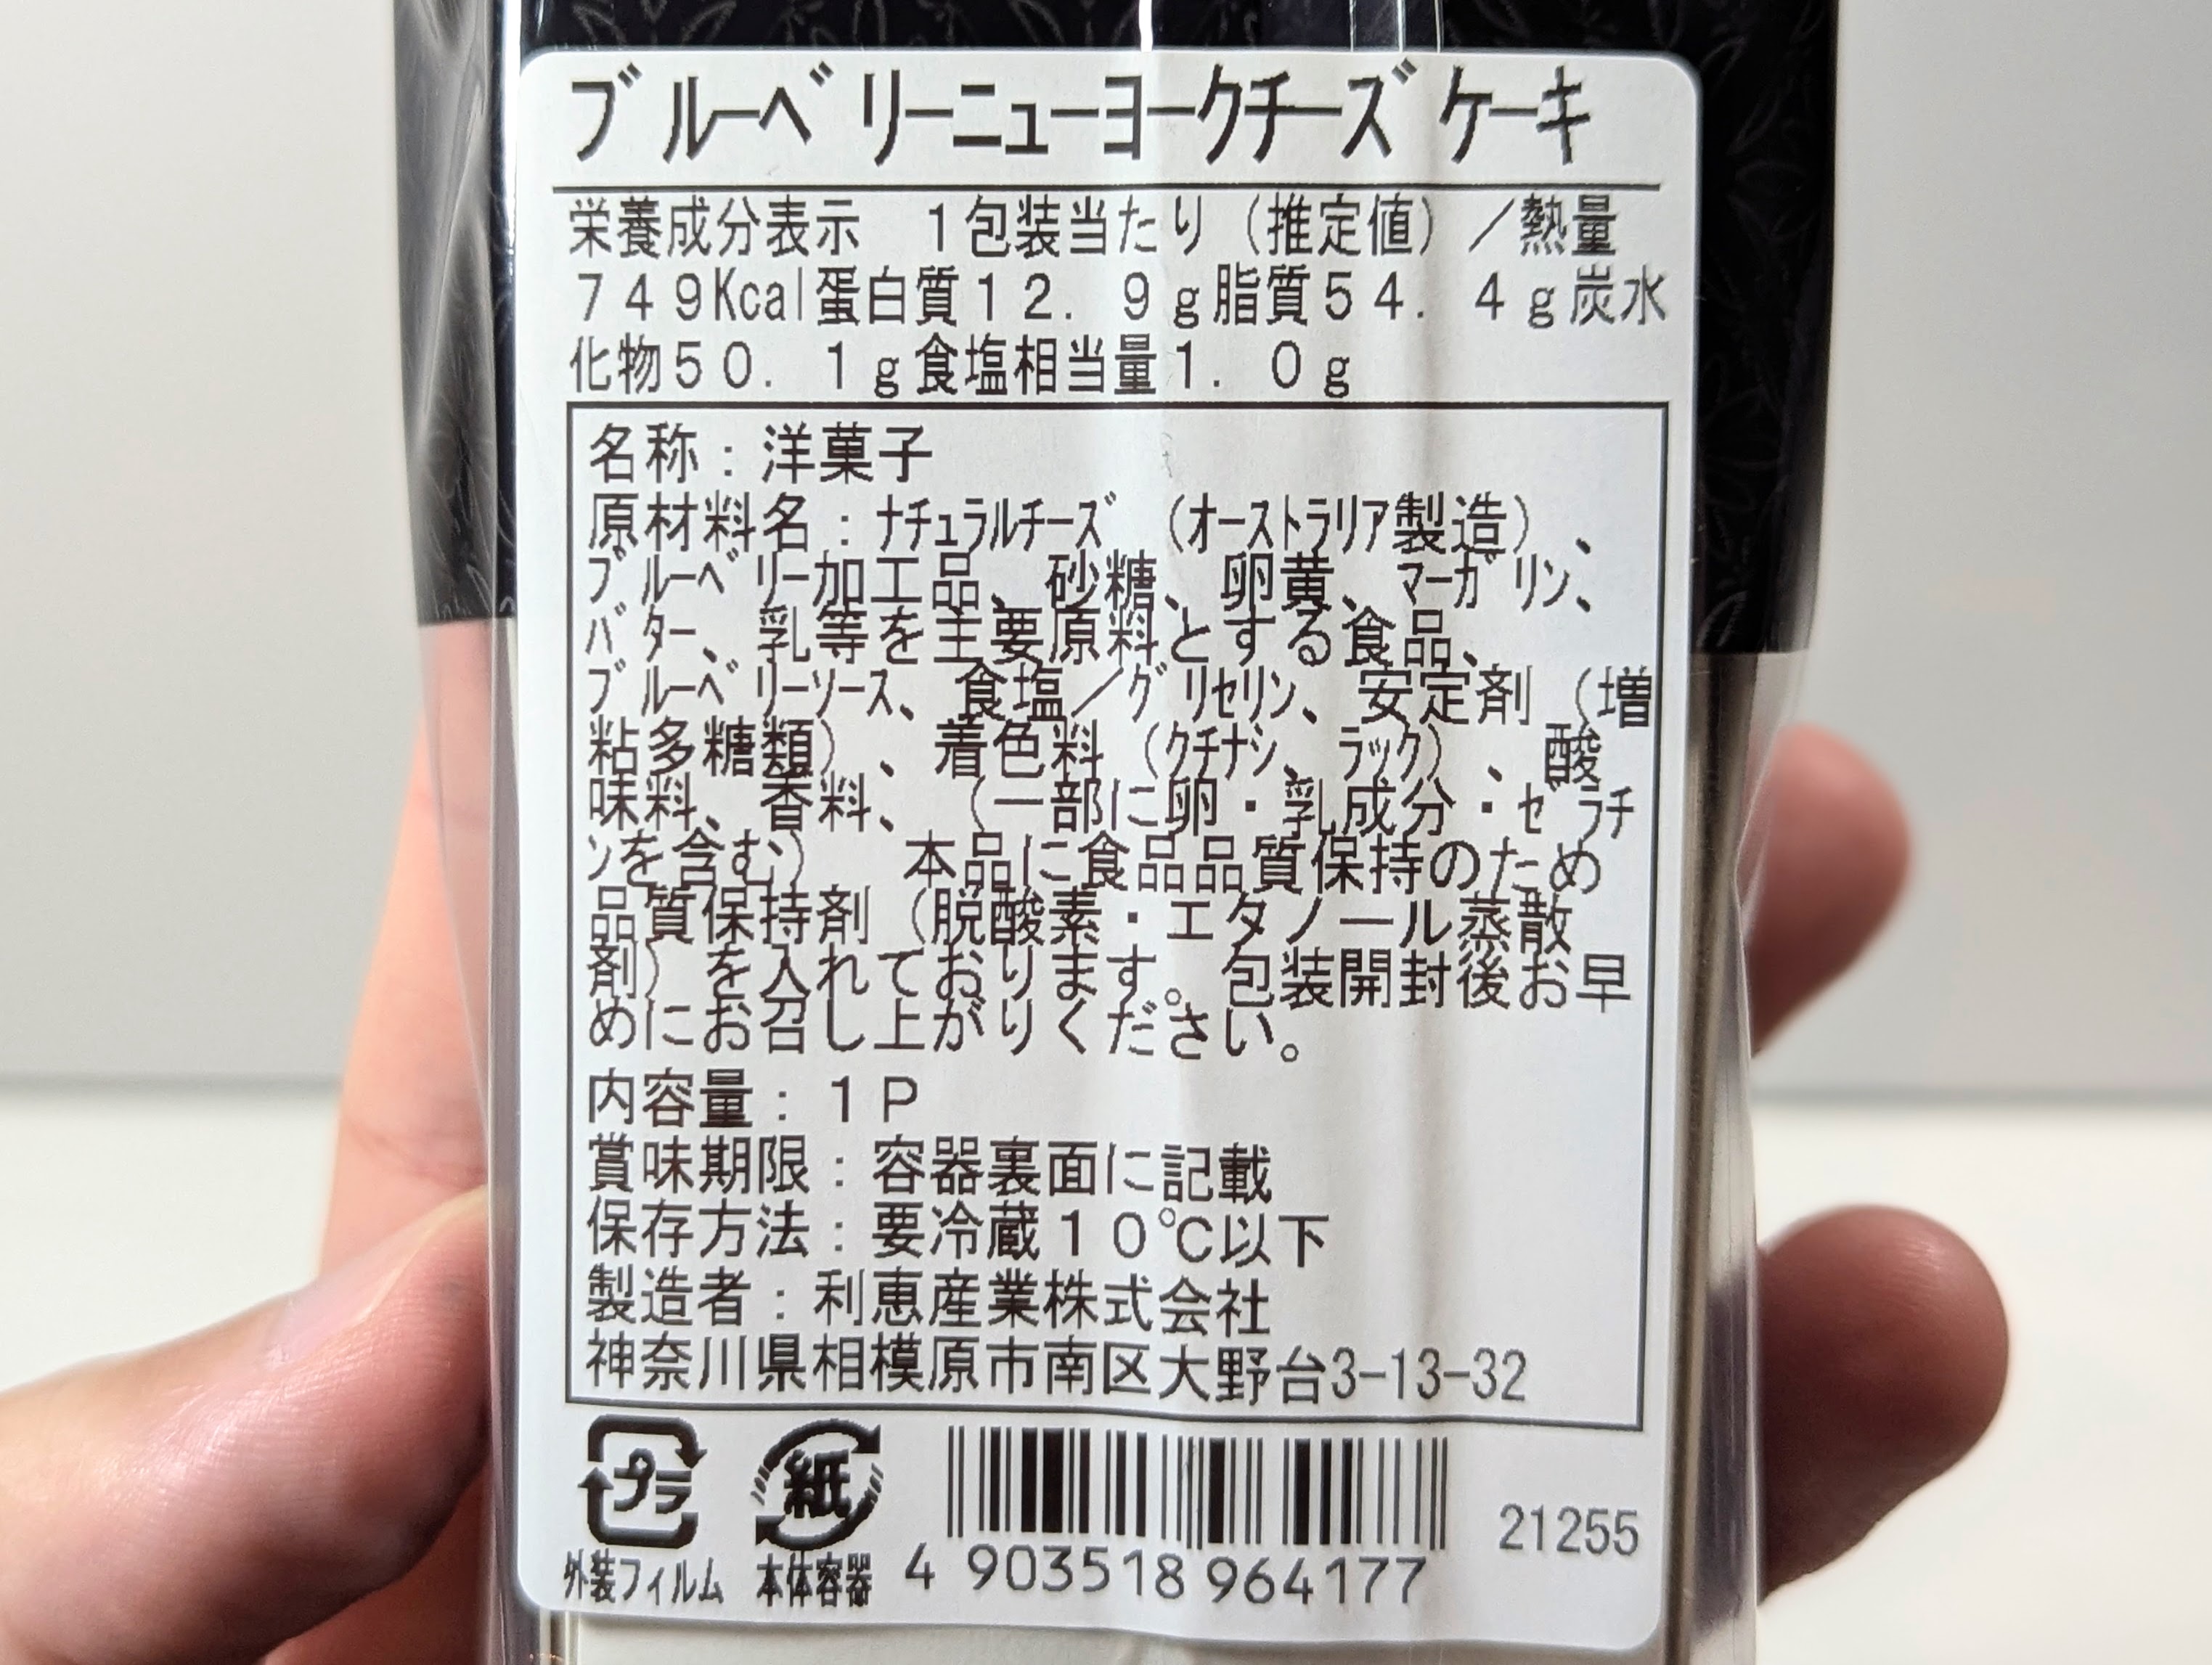 ブルーベリーニューヨークチーズケーキ
栄養成分表示　１包装当たり（推定値）／熱量
７４９Kcal蛋白質１２．９ｇ脂質５４．４ｇ炭水
化物５０．１ｇ食塩相当量１．０ｇ
名称：洋菓子
原材料名：ﾅﾁｭﾗﾙﾁｰｽﾞ（ｵｰｽﾄﾗﾘｱ製造）、
ﾌﾞﾙｰﾍﾞﾘｰ加工品、砂糖、卵黄、ﾏｰｶﾞﾘﾝ、
ﾊﾞﾀｰ、乳等を主要原料とする食品、
ﾌﾞﾙｰﾍﾞﾘｰｿｰｽ、食塩／ｸﾞﾘｾﾘﾝ、安定剤（増
粘多糖類）、着色料（ｸﾁﾅｼ、ﾗｯｸ）、酸
味料、香料、（一部に卵・乳成分・ｾﾞﾗﾁ
ﾝを含む）　本品に食品品質保持のため
品質保持剤（脱酸素・エタノール蒸散
剤）を入れております。包装開封後お早
めにお召し上がりください。
内容量：１Ｐ
賞味期限：容器裏面に記載
保存方法：要冷蔵１０℃以下
製造者：利恵産業株式会社
神奈川県相模原市南区大野台3-13-32
プラ 紙
外装フィルム 本体容器 4 903518 964177 21255